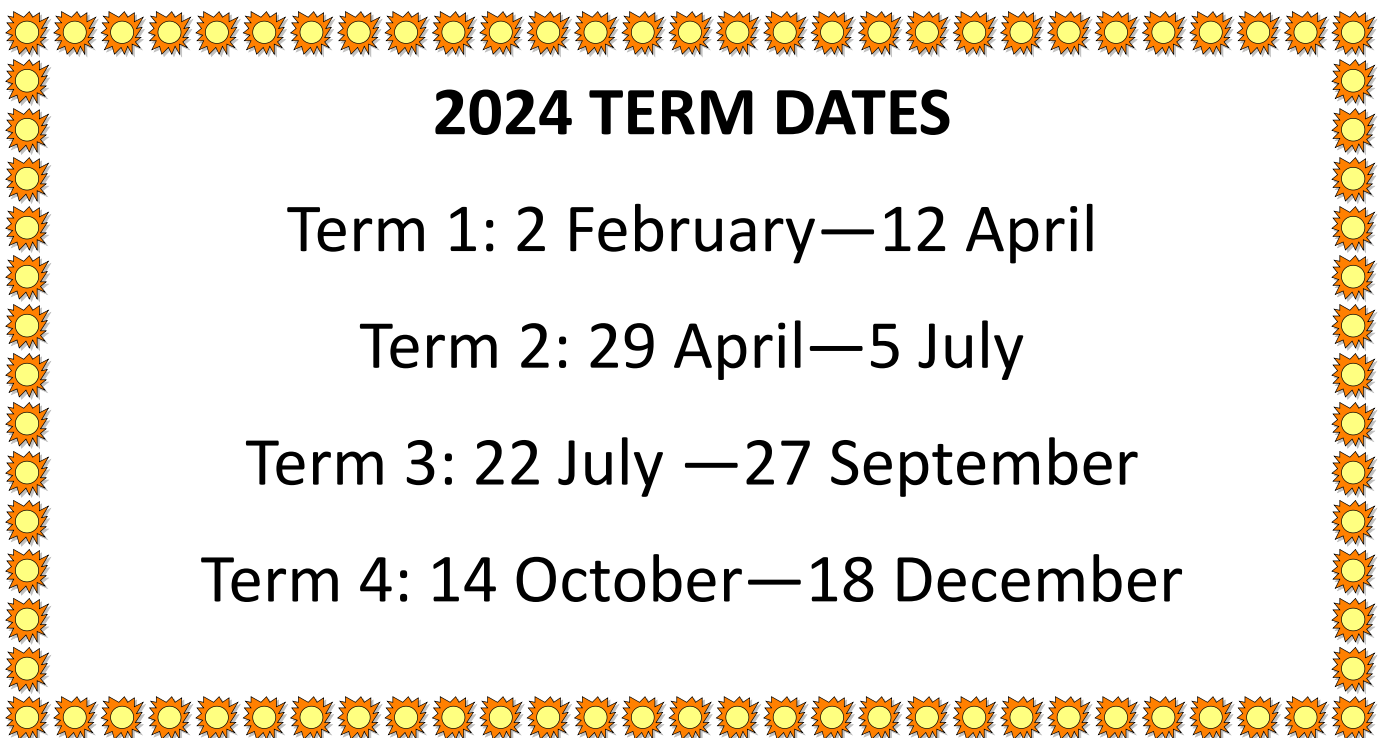 2024 TERM DATES
Term 1: 2 February—12 April
Term 2: 29 April—5 July
Term 3: 22 July —27 September
Term 4: 14 October—18 December